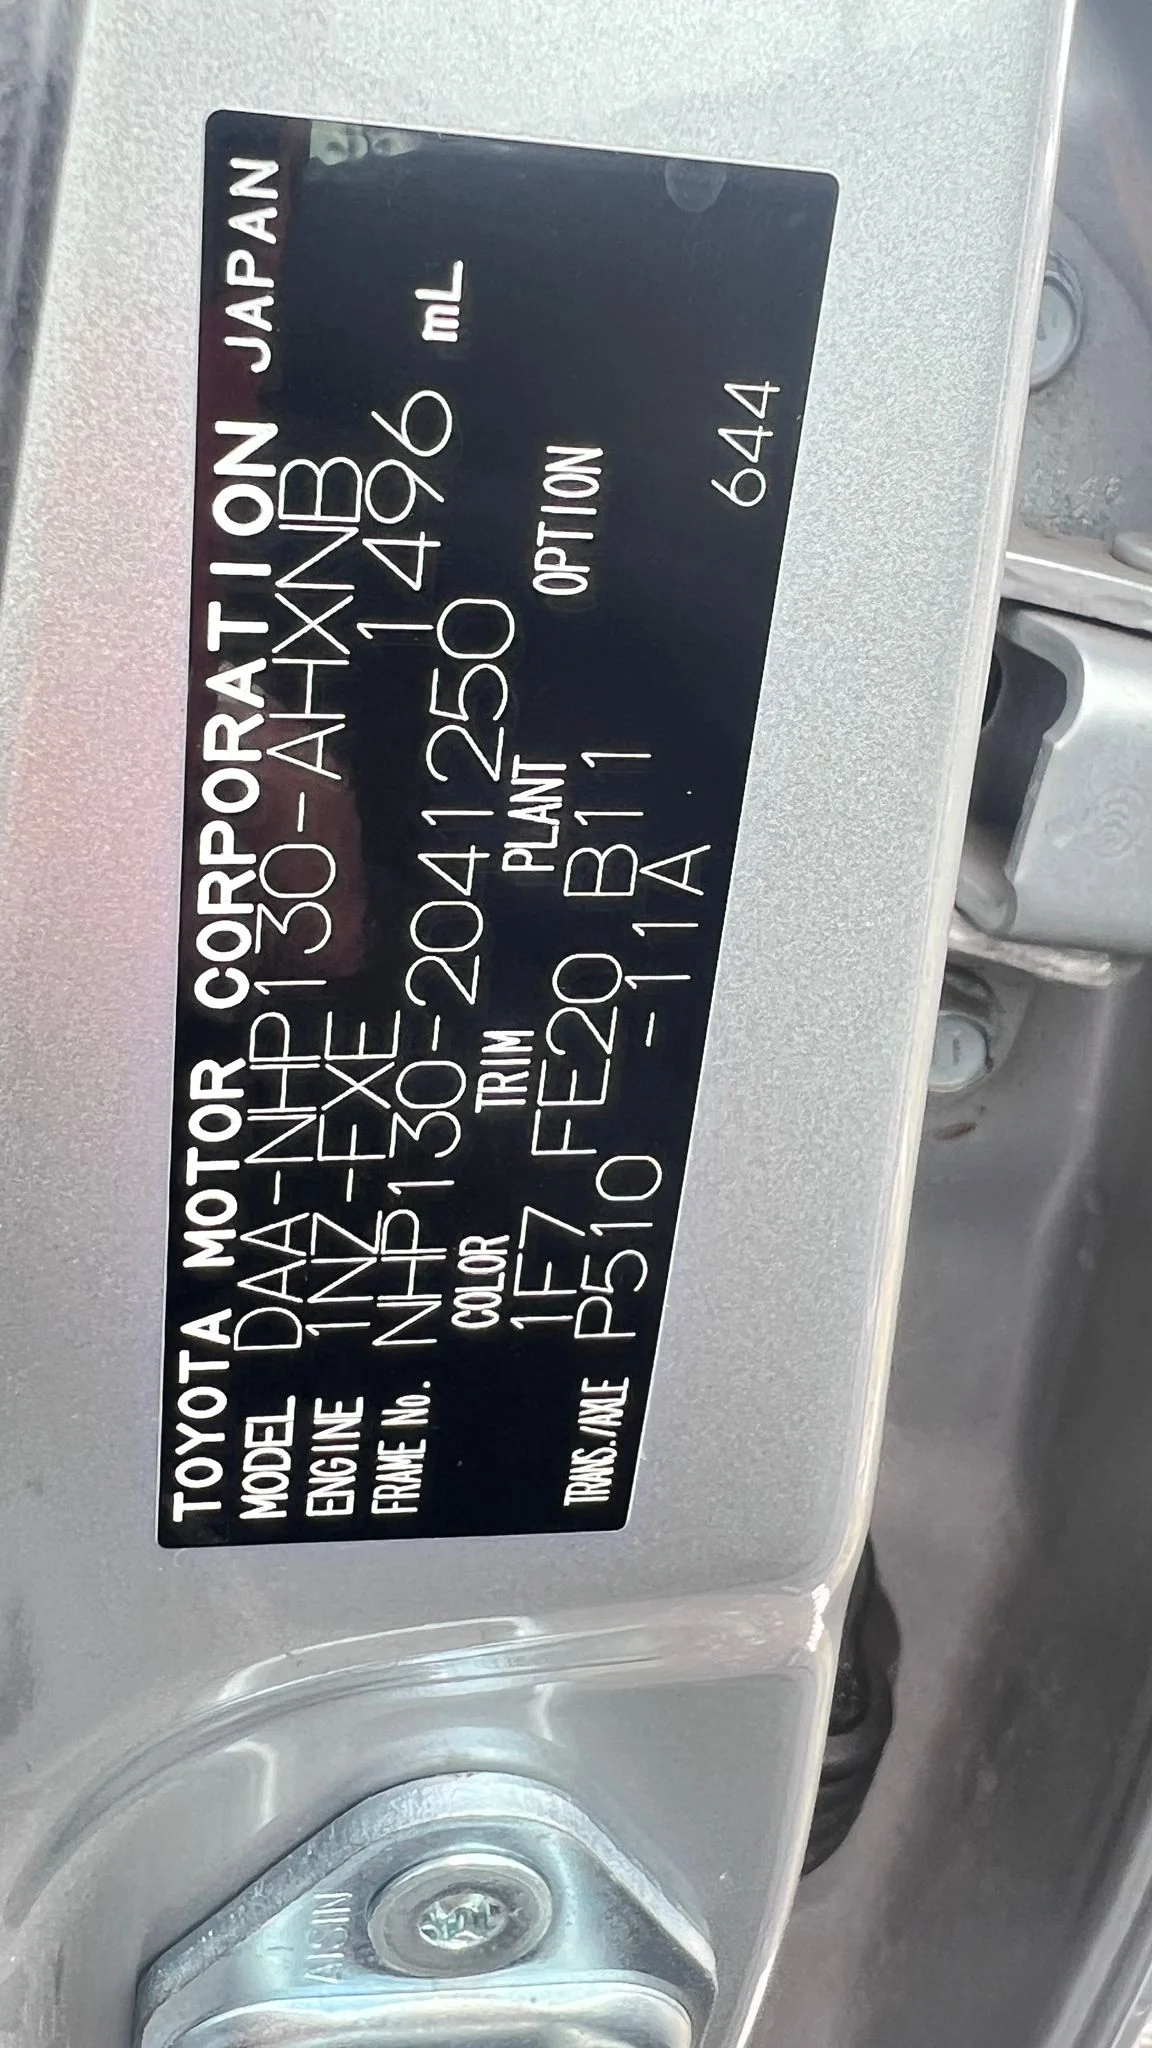 TOYOTA MOTOR CORPORATION JAPAN
MODEL DAA-NHP130-AHXNB
ENGINE 1NZ-FXE 1496 mL
FRAME No. NHP130-2041250
COLOR TRIM PLANT OPTION
1F7 FE20 B11
TRANS./AXLE P510 -11A 644
AISIN